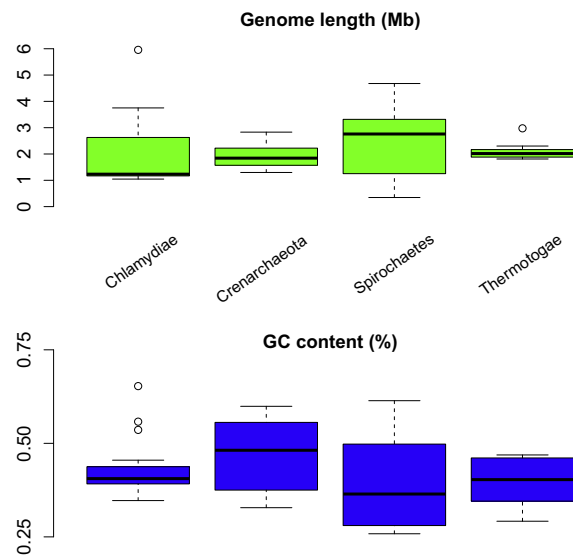 Genome length (Mb)
6
5
4
3
2
1
0
Chlamydiae
Crenarchaeota
Spirochaetes
Thermotogae
GC content (%)
0.75
0.50
0.25